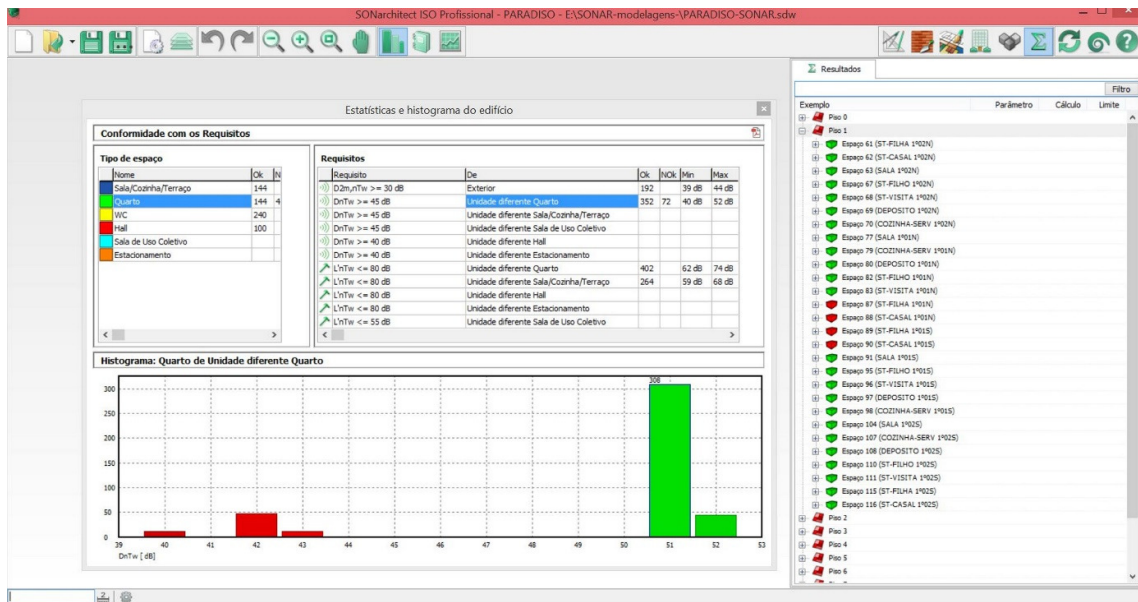 SONarchitect ISO Profissional - PARADISO - E:\SONAR-modelagens-\PARADISO-SONAR.sdw
Estatísticas e histograma do edifício
Conformidade com os Requisitos
Tipo de espaço
Nome Ok N
Sala/Cozinha/Terraço 144
Quarto 144 4
WC 240
Hall 100
Sala de Uso Coletivo
Estacionamento
Requisitos
Requisito De Ok NOk Min Max
D2m,nTw >= 30 dB Exterior 192 39 dB 44 dB
DnTw >= 45 dB Unidade diferente Quarto 352 72 40 dB 52 dB
DnTw >= 45 dB Unidade diferente Sala/Cozinha/Terraço
DnTw >= 45 dB Unidade diferente Sala de Uso Coletivo
DnTw >= 40 dB Unidade diferente Hall
DnTw >= 40 dB Unidade diferente Estacionamento
L'nTw <= 80 dB Unidade diferente Quarto 402 62 dB 74 dB
L'nTw <= 80 dB Unidade diferente Sala/Cozinha/Terraço 264 59 dB 68 dB
L'nTw <= 80 dB Unidade diferente Hall
L'nTw <= 80 dB Unidade diferente Estacionamento
L'nTw <= 55 dB Unidade diferente Sala de Uso Coletivo
Histograma: Quarto de Unidade diferente Quarto
308
300
250
200
150
100
50
0
39 40 41 42 43 44 45 46 47 48 49 50 51 52 53
DnTw [ dB]
Σ Resultados
Filtro
Exemplo Parâmetro Cálculo Limite
Piso 0
Piso 1
Espaço 61 (ST-FILHA 1º02N)
Espaço 62 (ST-CASAL 1º02N)
Espaço 63 (SALA 1º02N)
Espaço 67 (ST-FILHO 1º02N)
Espaço 68 (ST-VISITA 1º02N)
Espaço 69 (DEPOSITO 1º02N)
Espaço 70 (COZINHA-SERV 1º02N)
Espaço 77 (SALA 1º01N)
Espaço 79 (COZINHA-SERV 1º01N)
Espaço 80 (DEPOSITO 1º01N)
Espaço 82 (ST-FILHO 1º01N)
Espaço 83 (ST-VISITA 1º01N)
Espaço 87 (ST-FILHA 1º01N)
Espaço 88 (ST-CASAL 1º01N)
Espaço 89 (ST-FILHA 1º01S)
Espaço 90 (ST-CASAL 1º01S)
Espaço 91 (SALA 1º01S)
Espaço 95 (ST-FILHO 1º01S)
Espaço 96 (ST-VISITA 1º01S)
Espaço 97 (DEPOSITO 1º01S)
Espaço 98 (COZINHA-SERV 1º01S)
Espaço 104 (SALA 1º02S)
Espaço 107 (COZINHA-SERV 1º02S)
Espaço 108 (DEPOSITO 1º02S)
Espaço 110 (ST-FILHO 1º02S)
Espaço 111 (ST-VISITA 1º02S)
Espaço 115 (ST-FILHA 1º02S)
Espaço 116 (ST-CASAL 1º02S)
Piso 2
Piso 3
Piso 4
Piso 5
Piso 6